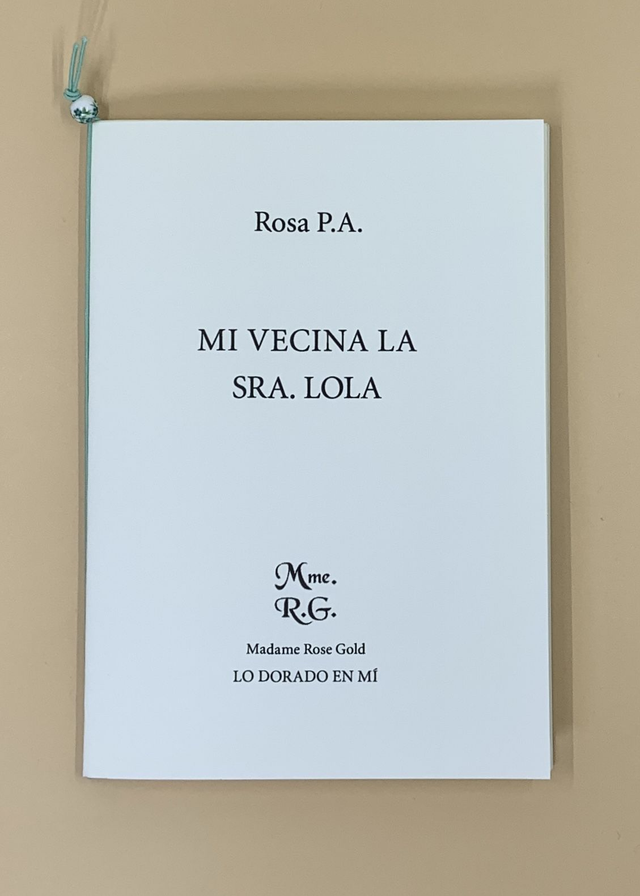 Rosa P.A.
MI VECINA LA
SRA. LOLA
Mme.
R.G.
Madame Rose Gold
LO DORADO EN MÍ